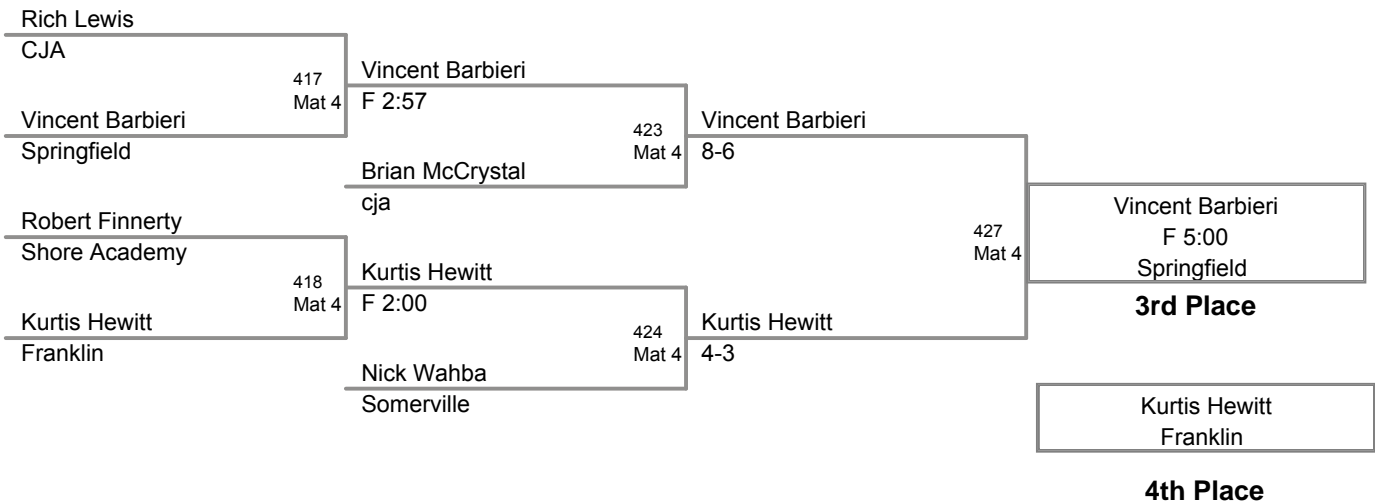 Rich Lewis
CJA
417
Mat 4
Vincent Barbieri
F 2:57
Vincent Barbieri
Springfield
423
Mat 4
Vincent Barbieri
8-6
Brian McCrystal
cja
Robert Finnerty
Shore Academy
427
Mat 4
Vincent Barbieri
F 5:00
Springfield
3rd Place
418
Mat 4
Kurtis Hewitt
F 2:00
Kurtis Hewitt
Franklin
424
Mat 4
Kurtis Hewitt
4-3
Nick Wahba
Somerville
Kurtis Hewitt
Franklin
4th Place